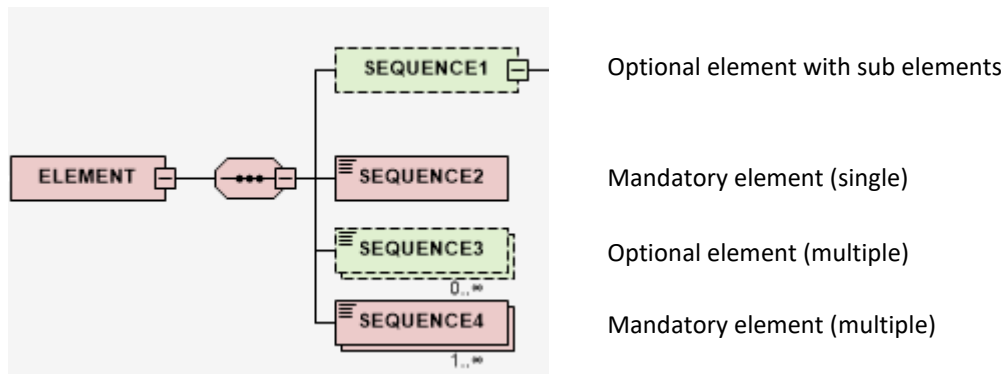 SEQUENCE1 Optional element with sub elements
ELEMENT SEQUENCE2 Mandatory element (single)
SEQUENCE3 Optional element (multiple)
0..∞
SEQUENCE4 Mandatory element (multiple)
1..∞